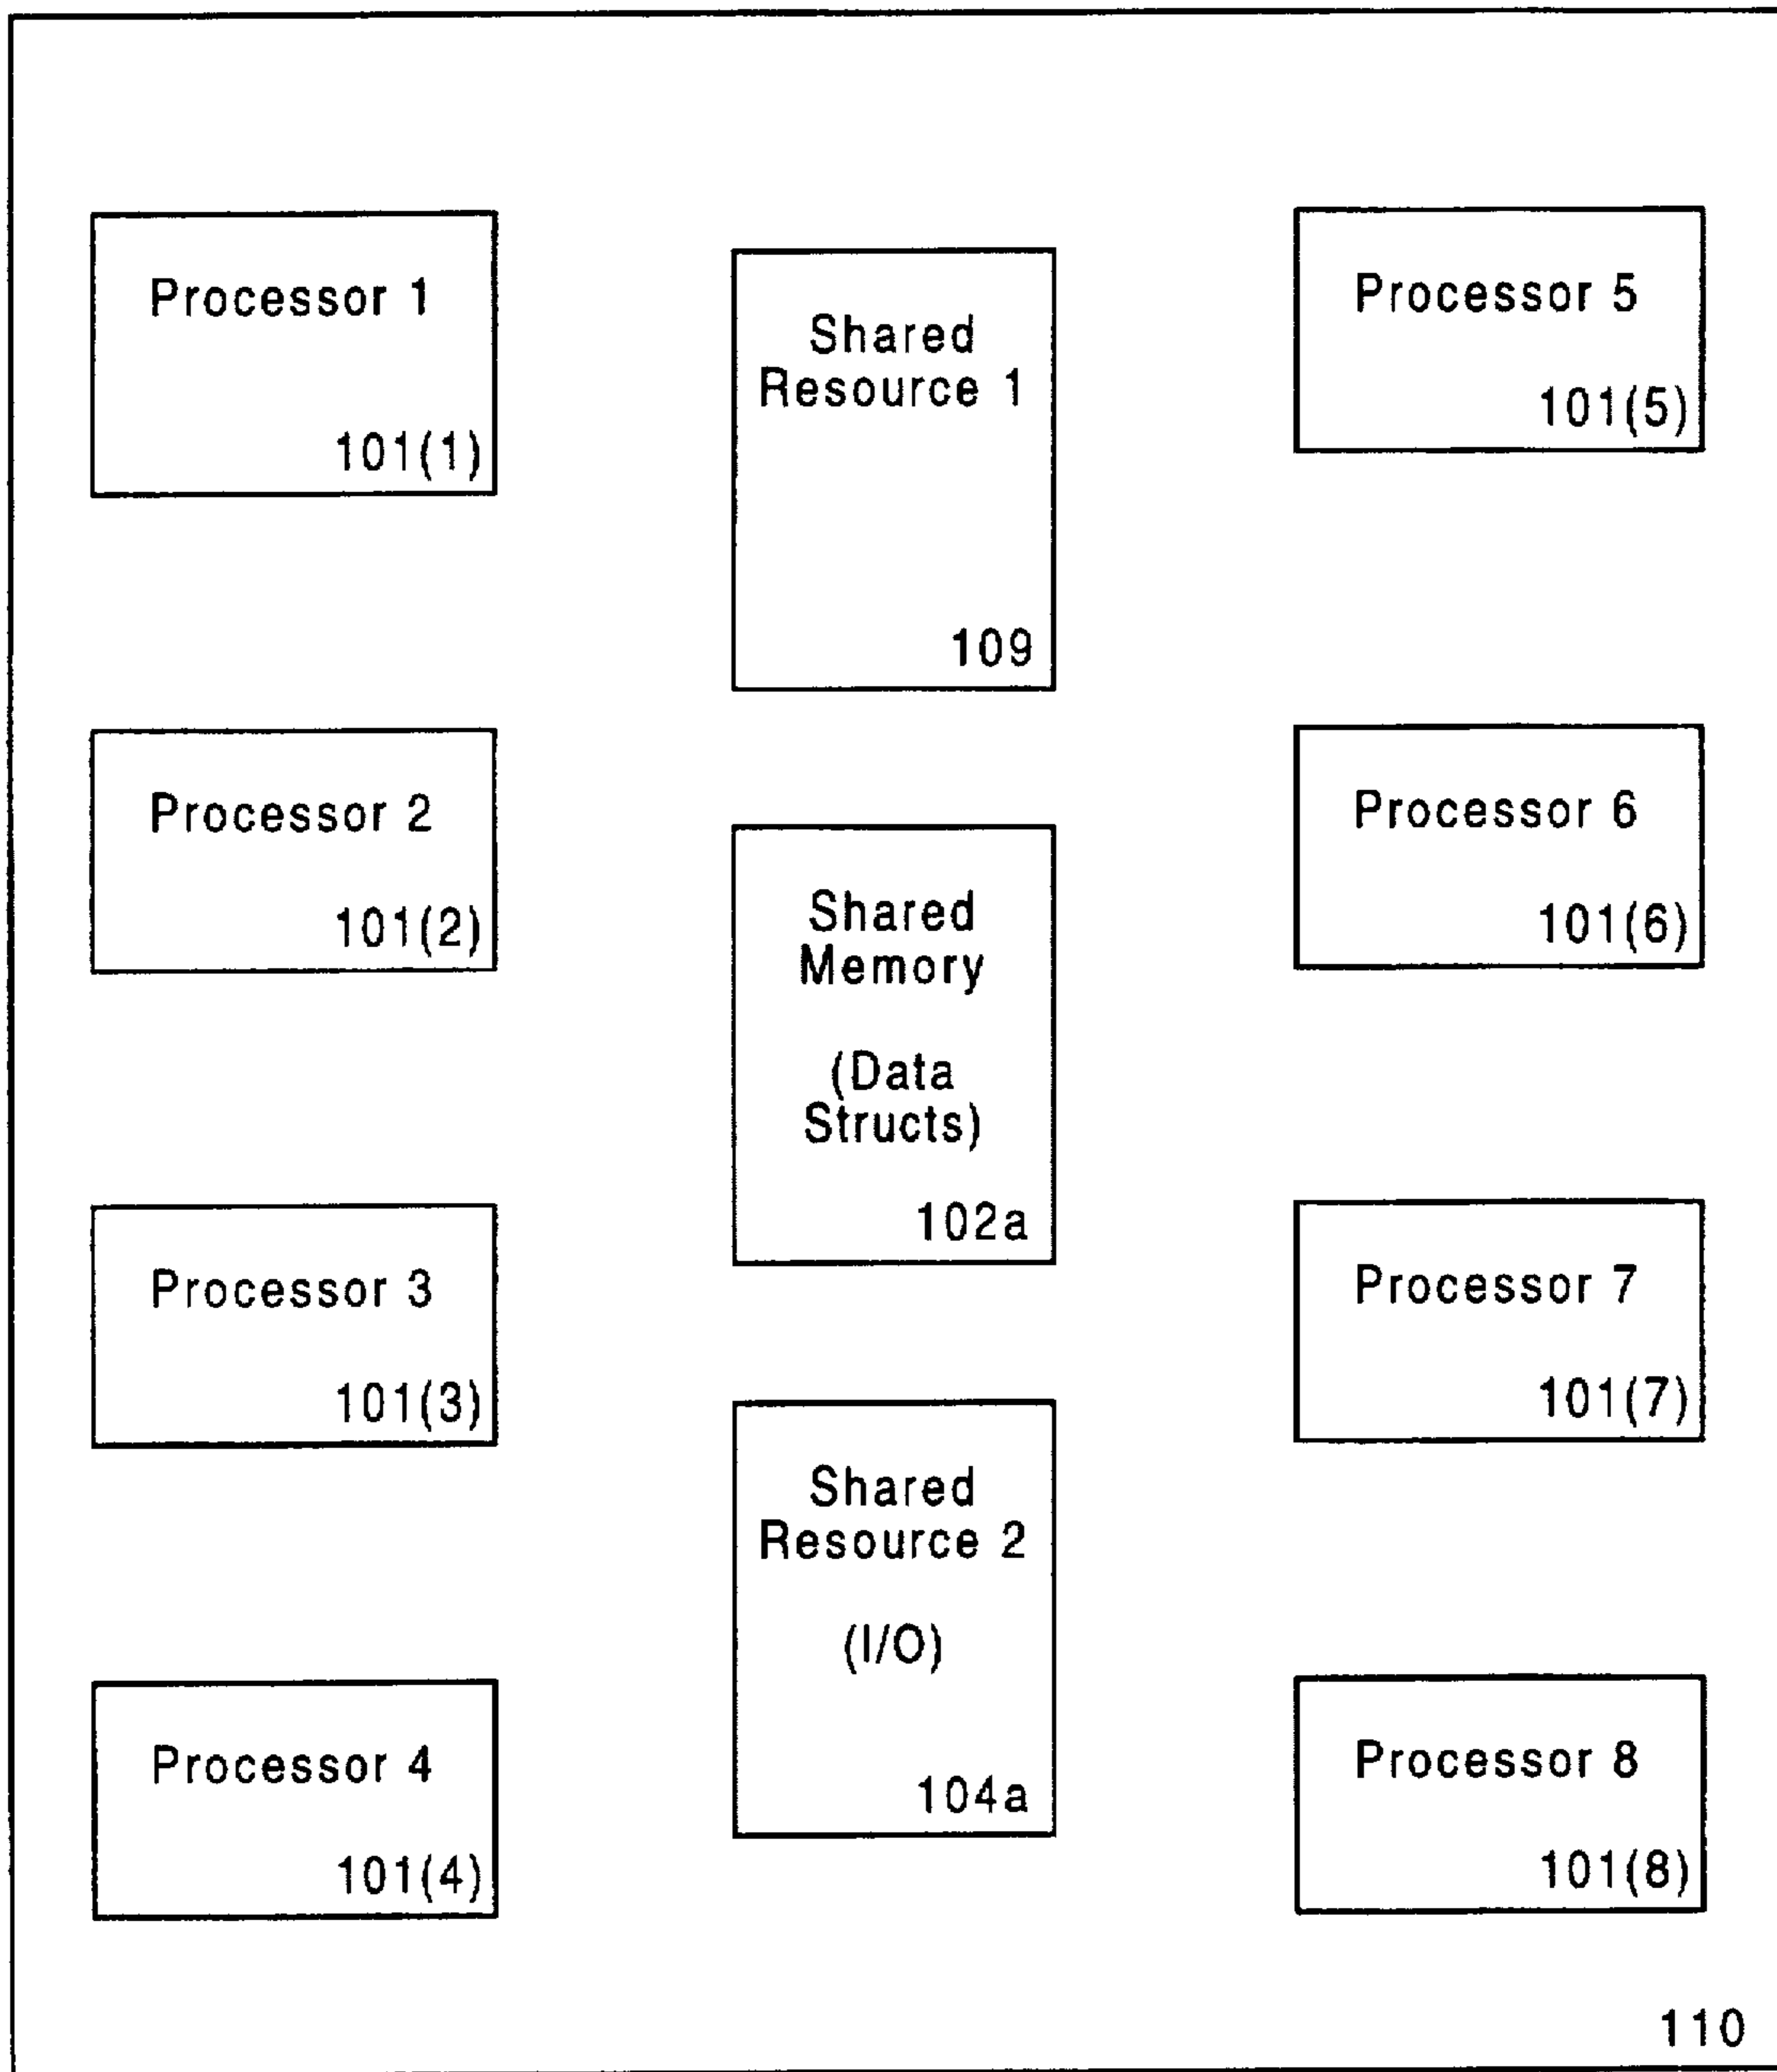 Processor 1
101(1)
Processor 2
101(2)
Processor 3
101(3)
Processor 4
101(4)
Shared
Resource 1
109
Shared
Memory
(Data
Structs)
102a
Shared
Resource 2
(I/O)
104a
Processor 5
101(5)
Processor 6
101(6)
Processor 7
101(7)
Processor 8
101(8)
110